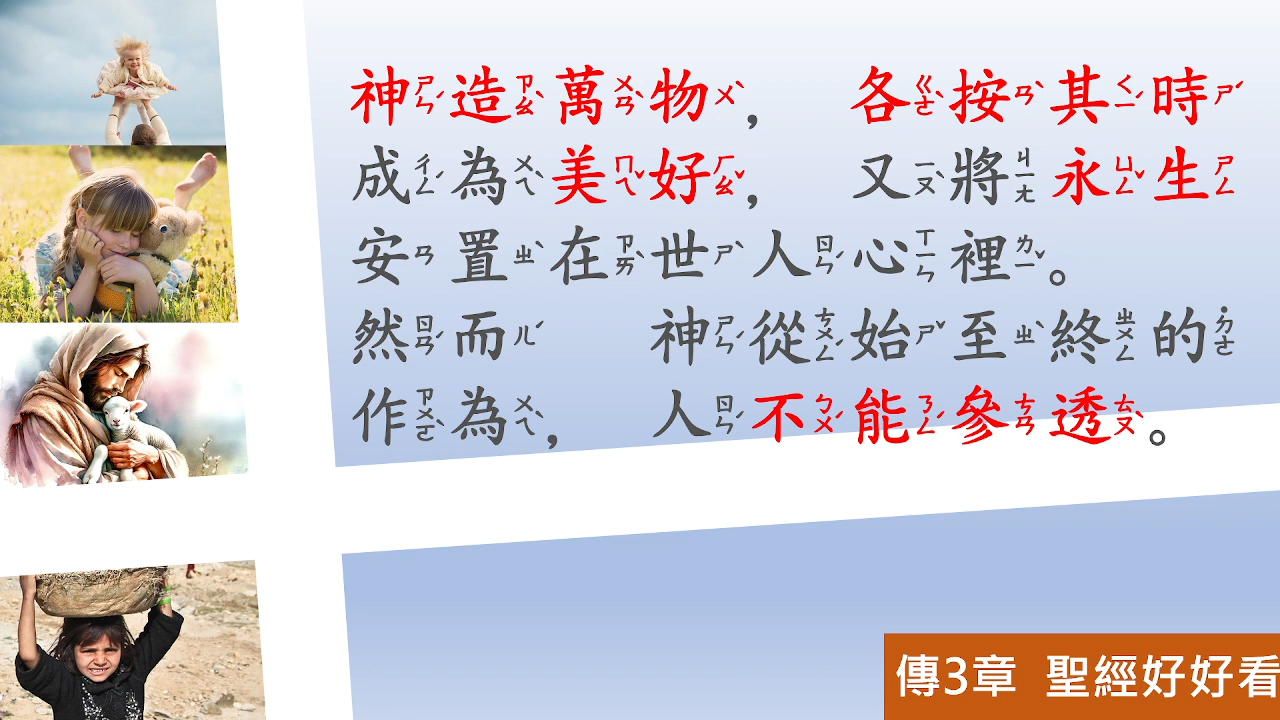 神造萬物， 各按其時
成為美好， 又將永生
安置在世人心裡。
然而 神從始至終的
作為， 人不能參透。
傳3章 聖經好好看